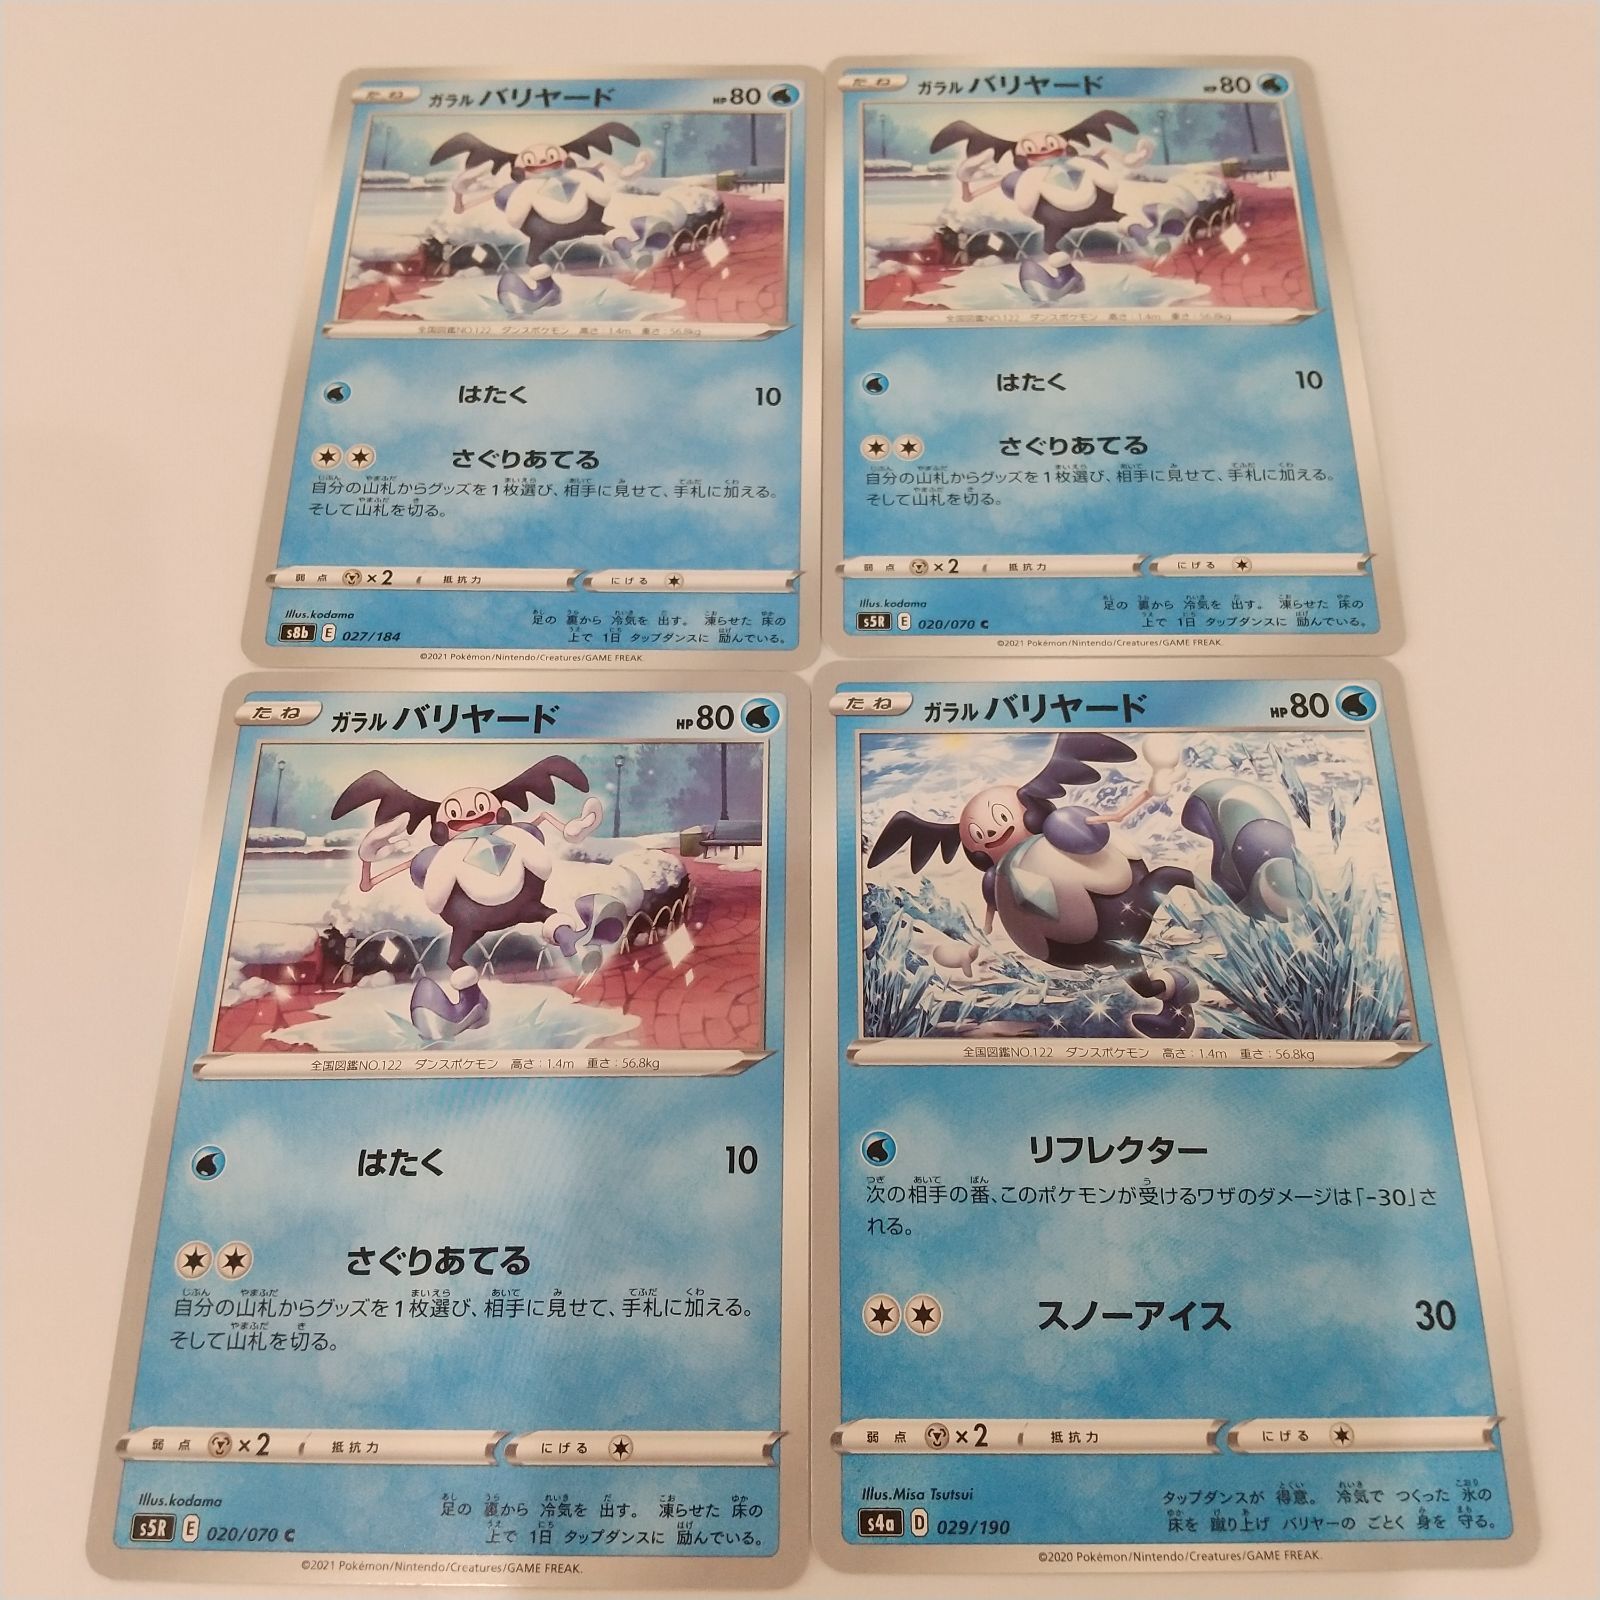 たね ガラル バリヤード HP80
全国図鑑NO.122 ダンスポケモン 高さ：1.4m 重さ：56.8kg
はたく 10
さぐりあてる
自分の山札からグッズを1枚選び、相手に見せて、手札に加える。
そして山札を切る。
弱点 ×2 抵抗力 にげる
Illus.kodama
足の 裏から 冷気を 出す。 凍らせた 床の
上で 1日 タップダンスに 励んでいる。
s8b E 027/184
©2021 Pokémon/Nintendo/Creatures/GAME FREAK.
たね ガラル バリヤード HP80
全国図鑑NO.122 ダンスポケモン 高さ：1.4m 重さ：56.8kg
はたく 10
さぐりあてる
自分の山札からグッズを1枚選び、相手に見せて、手札に加える。
そして山札を切る。
弱点 ×2 抵抗力 にげる
Illus.kodama
足の 裏から 冷気を 出す。 凍らせた 床の
上で 1日 タップダンスに 励んでいる。
s5R E 020/070 C
©2021 Pokémon/Nintendo/Creatures/GAME FREAK.
たね ガラル バリヤード HP80
全国図鑑NO.122 ダンスポケモン 高さ：1.4m 重さ：56.8kg
はたく 10
さぐりあてる
自分の山札からグッズを1枚選び、相手に見せて、手札に加える。
そして山札を切る。
弱点 ×2 抵抗力 にげる
Illus.kodama
足の 裏から 冷気を 出す。 凍らせた 床の
上で 1日 タップダンスに 励んでいる。
s5R E 020/070 C
©2021 Pokémon/Nintendo/Creatures/GAME FREAK.
たね ガラル バリヤード HP80
全国図鑑NO.122 ダンスポケモン 高さ：1.4m 重さ：56.8kg
リフレクター
次の相手の番、このポケモンが受けるワザのダメージは「-30」さ
れる。
スノーアイス 30
弱点 ×2 抵抗力 にげる
Illus.Misa Tsutsui
タップダンスが 得意。 冷気で つくった 氷の
床を 蹴り上げ バリヤーの ごとく 身を 守る。
s4a D 029/190
©2020 Pokémon/Nintendo/Creatures/GAME FREAK.